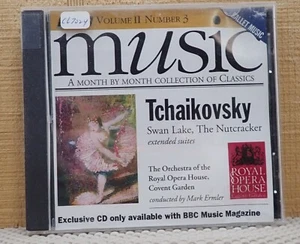 VOLUME II NUMBER 3
BALLET MUSIC
music
A MONTH BY MONTH COLLECTION OF CLASSICS
Tchaikovsky
Swan Lake, The Nutcracker
extended suites
The Orchestra of the
Royal Opera House,
Covent Garden
conducted by Mark Ermler
ROYAL
OPERA
HOUSE
Exclusive CD only available with BBC Music Magazine